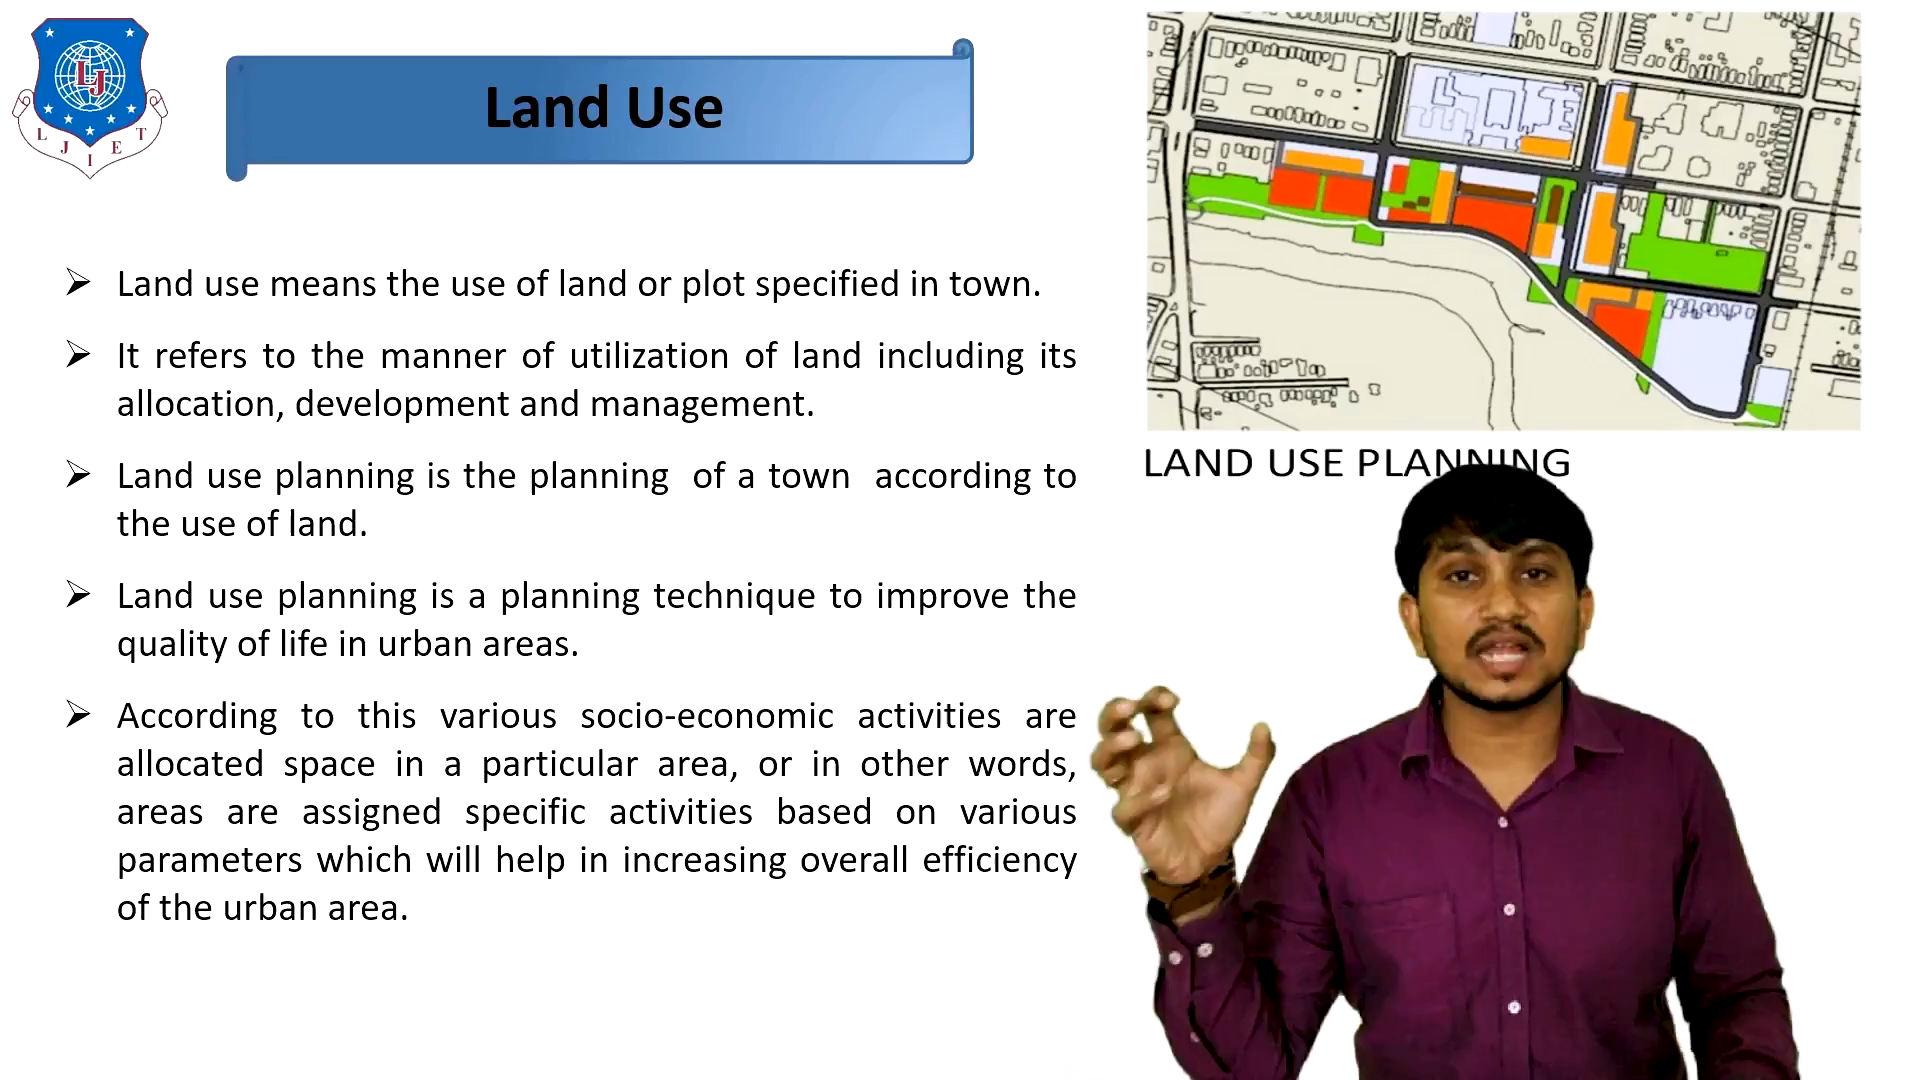 L J I E T
LJ
Land Use
Land use means the use of land or plot specified in town.
It refers to the manner of utilization of land including its
allocation, development and management.
Land use planning is the planning of a town according to
the use of land.
Land use planning is a planning technique to improve the
quality of life in urban areas.
According to this various socio-economic activities are
allocated space in a particular area, or in other words,
areas are assigned specific activities based on various
parameters which will help in increasing overall efficiency
of the urban area.
LAND USE PLANNING